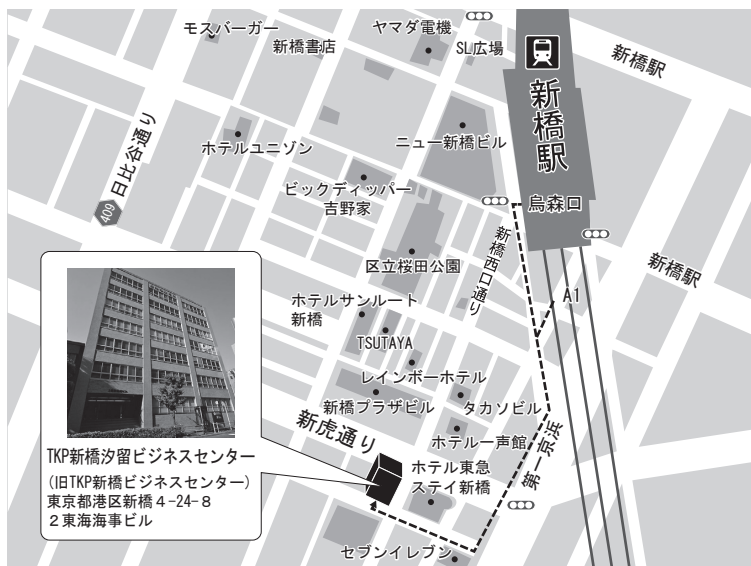 モスバーガー
ヤマダ電機
新橋書店
SL広場
新橋駅
新橋駅
ホテルユニゾン
ニュー新橋ビル
日比谷通り
409
ビックディッパー
吉野家
烏森口
新橋西口通り
区立桜田公園
新橋駅
A1
ホテルサンルート
新橋
TSUTAYA
レインボーホテル
新橋プラザビル
タカソビル
新虎通り
ホテル一声館
第一京浜
ホテル東急
ステイ新橋
セブンイレブン
TKP新橋汐留ビジネスセンター
(旧TKP新橋ビジネスセンター)
東京都港区新橋4-24-8
2東海海事ビル